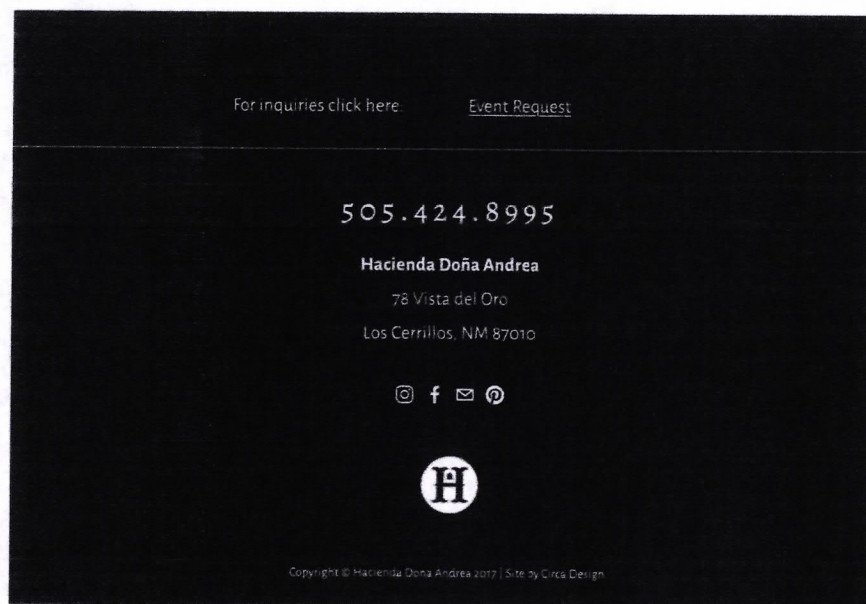 For inquiries click here. Event Request
505.424.8995
Hacienda Doña Andrea
78 Vista del Oro
Los Cerrillos, NM 87010
H
Copyright © Hacienda Dona Andrea 2017 | Site by Circa Design